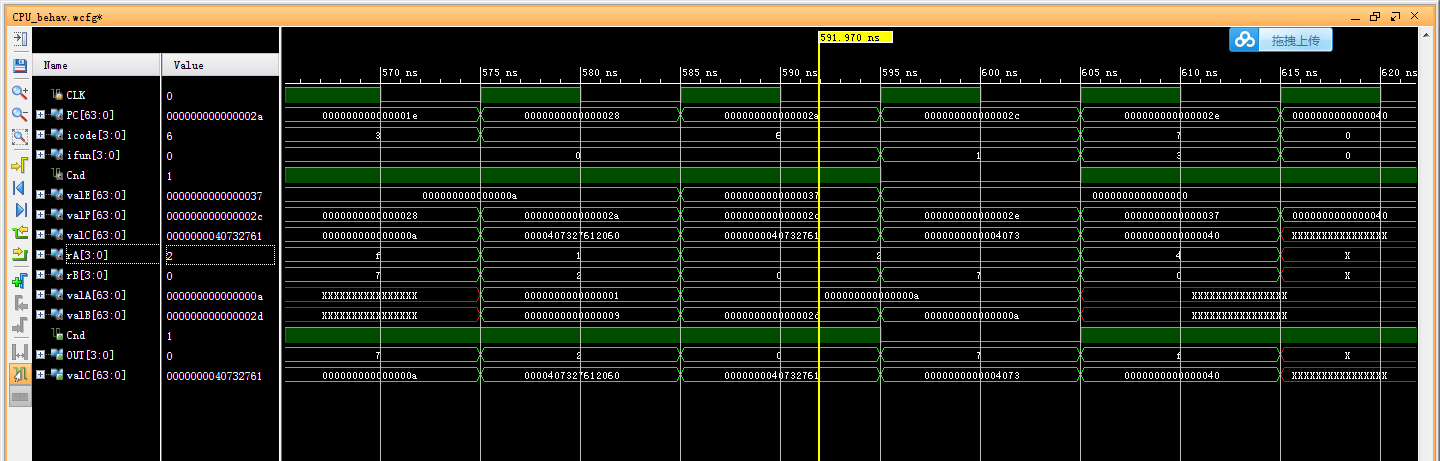 CPU_behav.wcfg*
591.970 ns
拖拽上传
Name Value
570 ns 575 ns 580 ns 585 ns 590 ns 595 ns 600 ns 605 ns 610 ns 615 ns 620 ns
CLK 0
PC[63:0] 000000000000002a 000000000000001e 0000000000000028 000000000000002a 000000000000002c 000000000000002e 0000000000000040
icode[3:0] 6 3 6 7 0
ifun[3:0] 0 0 1 3 0
Cnd 1
valE[63:0] 0000000000000037 000000000000000a 0000000000000037 0000000000000000
valP[63:0] 000000000000002c 0000000000000028 000000000000002a 000000000000002c 000000000000002e 0000000000000037 0000000000000040
valC[63:0] 0000000040732761 000000000000000a 0000407327612060 0000000040732761 0000000000004073 0000000000000040 XXXXXXXXXXXXXXXX
rA[3:0] 2 f 1 2 4 X
rB[3:0] 0 7 2 0 7 0 X
valA[63:0] 000000000000000a XXXXXXXXXXXXXXXX 0000000000000001 000000000000000a XXXXXXXXXXXXXXXX
valB[63:0] 000000000000002d XXXXXXXXXXXXXXXX 0000000000000009 000000000000002d 000000000000000a XXXXXXXXXXXXXXXX
Cnd 1
OUT[3:0] 0 7 2 0 7 f X
valC[63:0] 0000000040732761 000000000000000a 0000407327612060 0000000040732761 0000000000004073 0000000000000040 XXXXXXXXXXXXXXXX